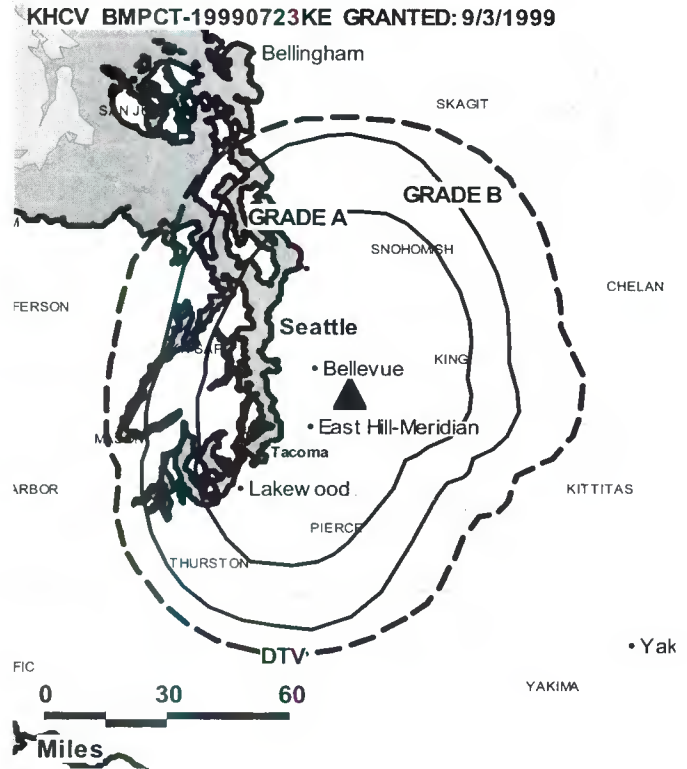 KHCV BMPCT-19990723KE GRANTED: 9/3/1999
Bellingham
SKAGIT
GRADE B
GRADE A
SNOHOMISH
CHELAN
FERSON
Seattle
KING
Bellevue
East Hill-Meridian
Tacoma
ARBOR
Lakewood
KITTITAS
PIERCE
THURSTON
DTV
Yak
FIC
YAKIMA
0 30 60
Miles